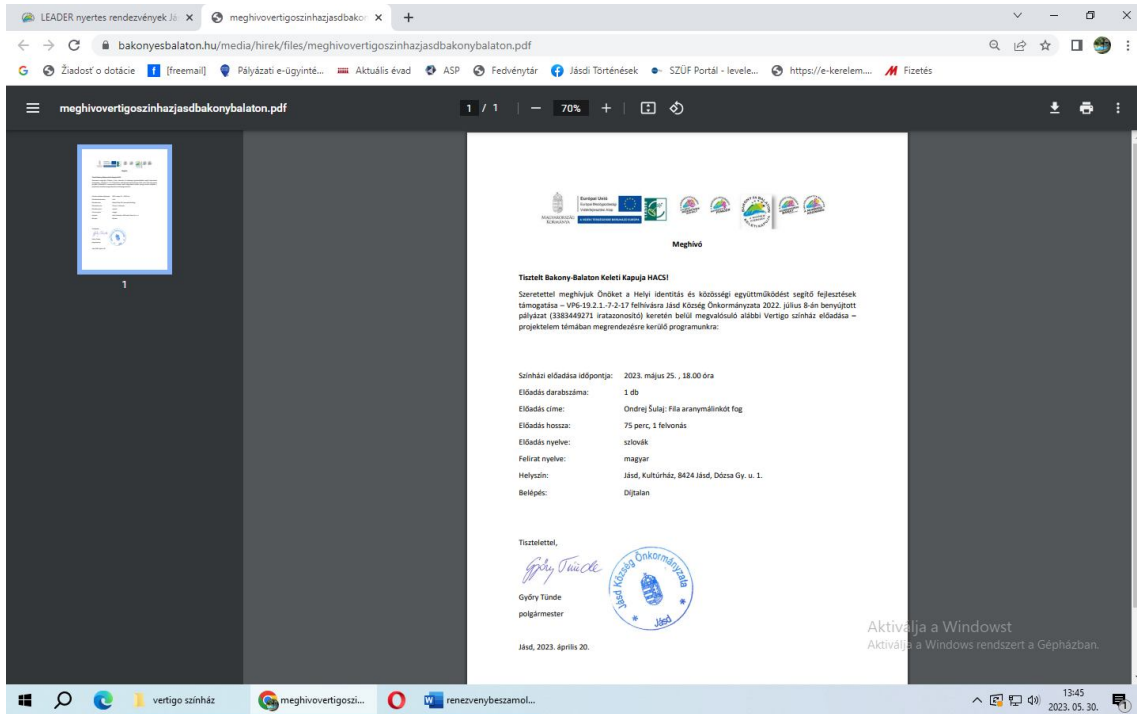 LEADER nyertes rendezvények Já
meghivovertigoszinhazjasdbakon
bakonyesbalaton.hu/media/hirek/files/meghivovertigoszinhazjasdbakonybalaton.pdf
Žiadosť o dotácie
[freemail]
Pályázati e-ügyinté...
Aktuális évad
ASP
Fedvénytár
Jásdi Történések
SZÜF Portál - levele...
https://e-kerelem....
Fizetés
meghivovertigoszinhazjasdbakonybalaton.pdf
1 / 1
70%
1
MAGYARORSZÁG KORMÁNYA
Európai Unió
Meghívó
Tisztelt Bakony-Balaton Keleti Kapuja HACS!
Szeretettel meghívjuk Önöket a Helyi identitás és közösségi együttműködést segítő fejlesztések
támogatása – VP6-19.2.1.-7-2-17 felhívásra Jásd Község Önkormányzata 2022. július 8-án benyújtott
pályázat (3383449271 iratazonosító) keretén belül megvalósuló alábbi Vertigo színház előadása –
projektelem témában megrendezésre kerülő programunkra:
Színházi előadása időpontja: 2023. május 25. , 18.00 óra
Előadás darabszáma: 1 db
Előadás címe: Ondrej Šulaj: Fila aranymálinkót fog
Előadás hossza: 75 perc, 1 felvonás
Előadás nyelve: szlovák
Felirat nyelve: magyar
Helyszín: Jásd, Kultúrház, 8424 Jásd, Dózsa Gy. u. 1.
Belépés: Díjtalan
Tisztelettel,
Győry Tünde
Jásd Község Önkormányzata
* Jásd *
Győry Tünde
polgármester
Jásd, 2023. április 20.
Aktiválja a Windowst
Aktiválja a Windows rendszert a Gépházban.
vertigo színház
meghivovertigoszi...
renezvenybeszamol...
13:45
2023. 05. 30.